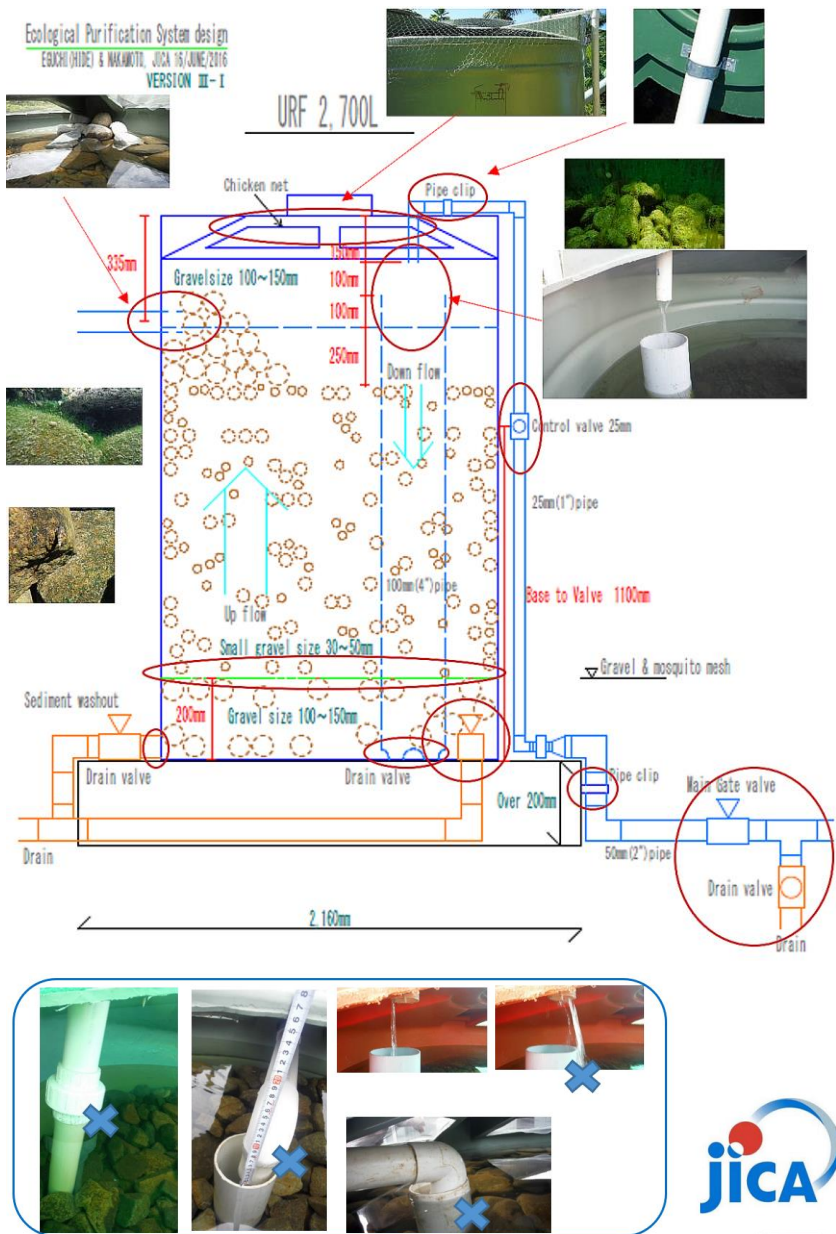 Ecological Purification System design
EGUCHI(HIDE) & NAKAMOTO, JICA 16/JUNE/2016
VERSION Ⅲ-Ⅰ
URF 2,700L
Chicken net
Pipe clip
335mm
150mm
Gravelsize 100~150mm
100mm
100mm
250mm
Down flow
Control valve 25mm
25mm(1")pipe
100mm(4")pipe
Base to Valve 1100mm
Up flow
Small gravel size 30~50mm
Gravel & mosquito mesh
Sediment washout
200mm
Gravel size 100~150mm
Drain valve
Drain valve
Pipe clip
Main Gate valve
Over 200mm
Drain
50mm(2")pipe
Drain valve
Drain
2.160mm
JICA